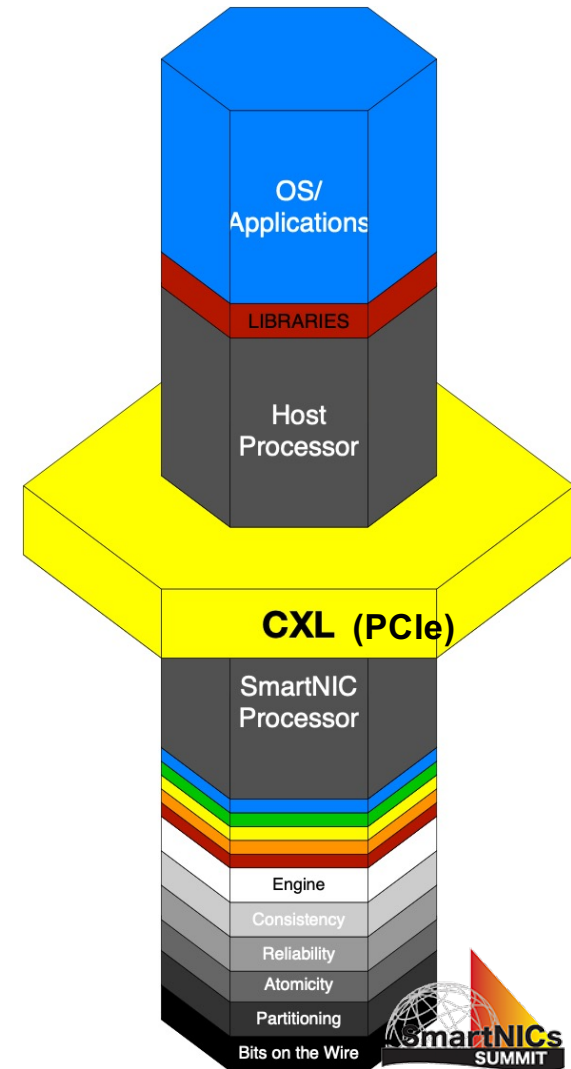 OS/
Applications
LIBRARIES
Host
Processor
CXL (PCIe)
SmartNIC
Processor
Engine
Consistency
Reliability
Atomicity
Partitioning
Bits on the Wire
SmartNICs
SUMMIT